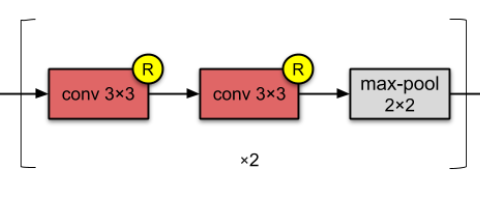 R
R
conv 3×3
conv 3×3
max-pool
2×2
×2